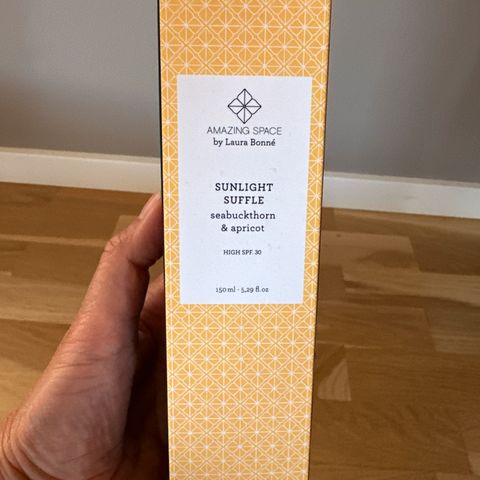 AMAZING SPACE
by Laura Bonné
SUNLIGHT
SUFFLE
seabuckthorn
& apricot
HIGH SPF. 30
150 ml · 5,29 fl.oz